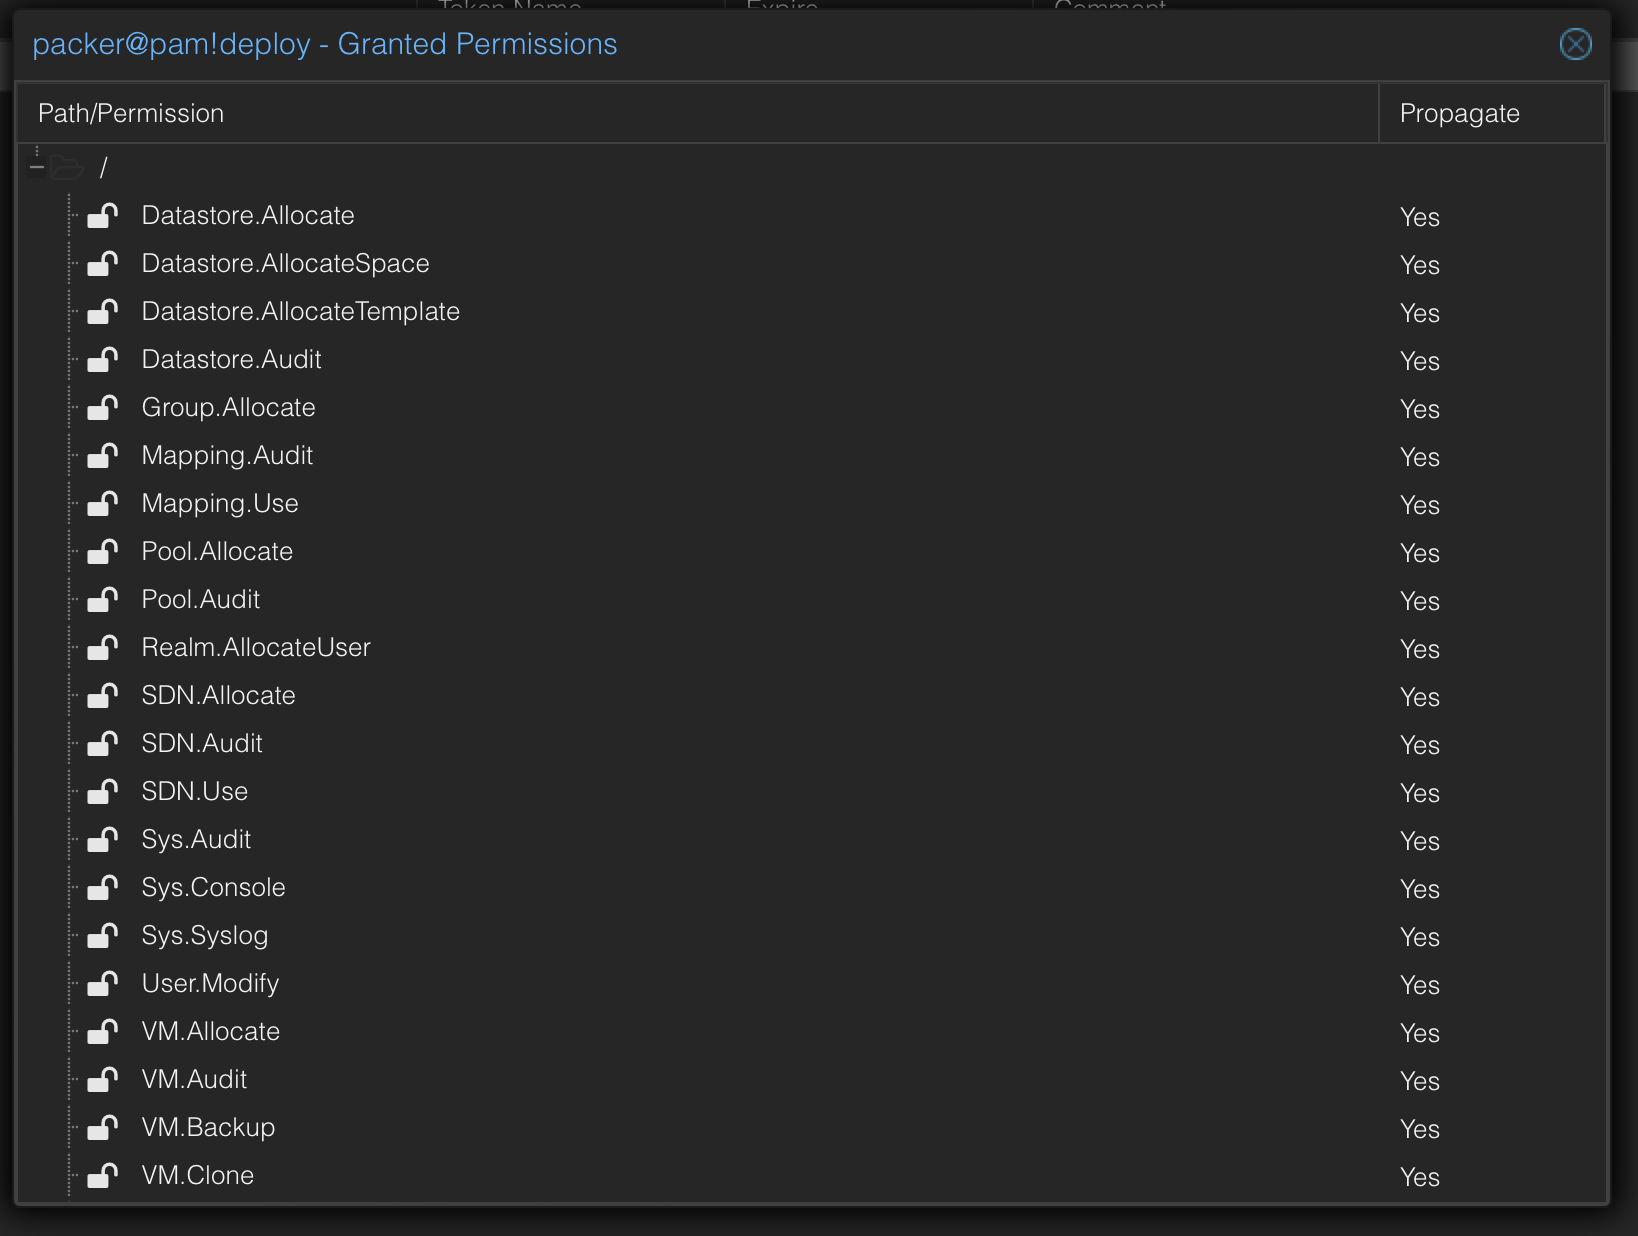 Token Name Expire Comment
packer@pam!deploy - Granted Permissions
Path/Permission Propagate
/
Datastore.Allocate Yes
Datastore.AllocateSpace Yes
Datastore.AllocateTemplate Yes
Datastore.Audit Yes
Group.Allocate Yes
Mapping.Audit Yes
Mapping.Use Yes
Pool.Allocate Yes
Pool.Audit Yes
Realm.AllocateUser Yes
SDN.Allocate Yes
SDN.Audit Yes
SDN.Use Yes
Sys.Audit Yes
Sys.Console Yes
Sys.Syslog Yes
User.Modify Yes
VM.Allocate Yes
VM.Audit Yes
VM.Backup Yes
VM.Clone Yes